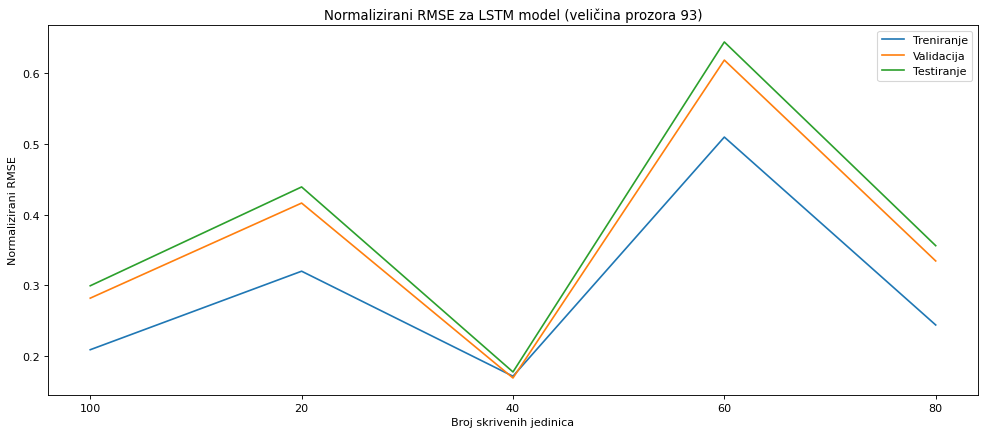 Normalizirani RMSE za LSTM model (veličina prozora 93)
Treniranje
Validacija
Testiranje
Normalizirani RMSE
0.6
0.5
0.4
0.3
0.2
100 20 40 60 80
Broj skrivenih jedinica